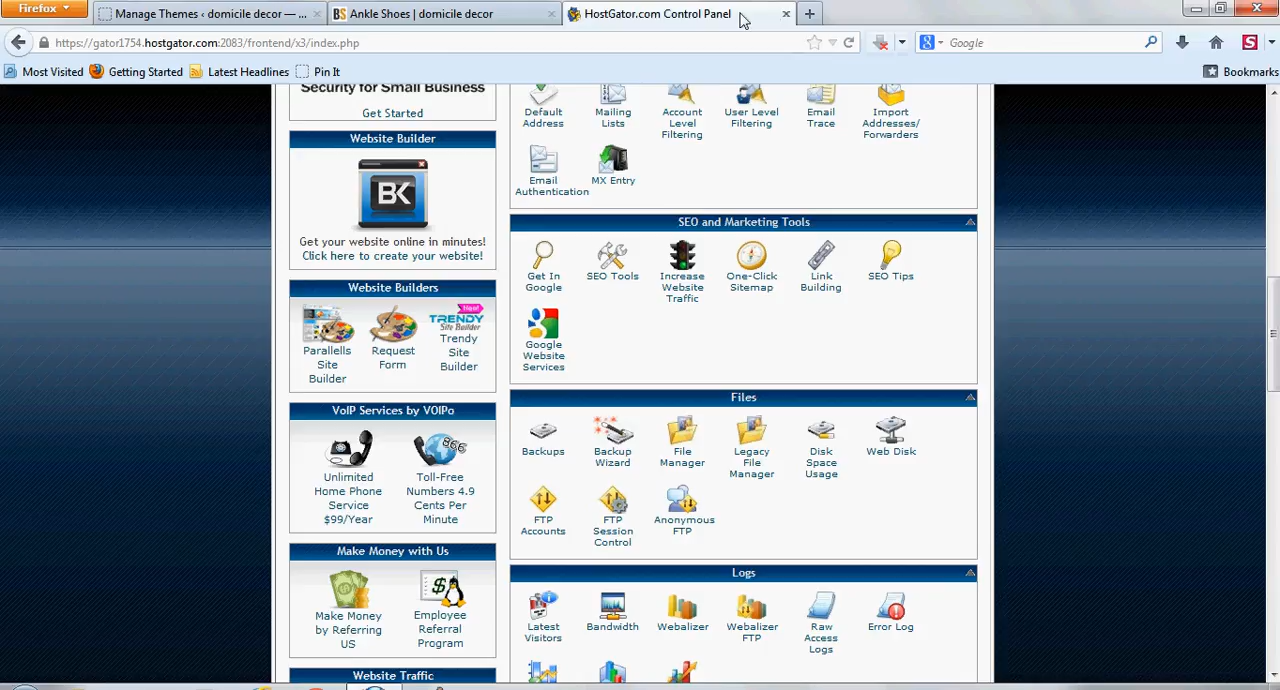 Firefox
Manage Themes ‹ domicile decor — ...
BS Ankle Shoes | domicile decor
HostGator.com Control Panel
https://gator1754.hostgator.com:2083/frontend/x3/index.php
Google
Most Visited
Getting Started
Latest Headlines
Pin It
Bookmarks
Security for Small Business
Get Started
Website Builder
BK
Get your website online in minutes!
Click here to create your website!
Website Builders
New!
TRENDY
Site Builder
Parallells
Site
Builder
Request
Form
Trendy
Site
Builder
VoIP Services by VOIPo
866
Unlimited
Home Phone
Service
$99/Year
Toll-Free
Numbers 4.9
Cents Per
Minute
Make Money with Us
Make Money
by Referring
US
Employee
Referral
Program
Website Traffic
Default
Address
Mailing
Lists
Account
Level
Filtering
User Level
Filtering
Email
Trace
Import
Addresses/
Forwarders
Email
Authentication
MX Entry
SEO and Marketing Tools
Get In
Google
SEO Tools
Increase
Website
Traffic
One-Click
Sitemap
Link
Building
SEO Tips
Google
Website
Services
Files
Backups
Backup
Wizard
File
Manager
Legacy
File
Manager
Disk
Space
Usage
Web Disk
FTP
Accounts
FTP
Session
Control
Anonymous
FTP
Logs
Latest
Visitors
Bandwidth
Webalizer
Webalizer
FTP
Raw
Access
Logs
Error Log